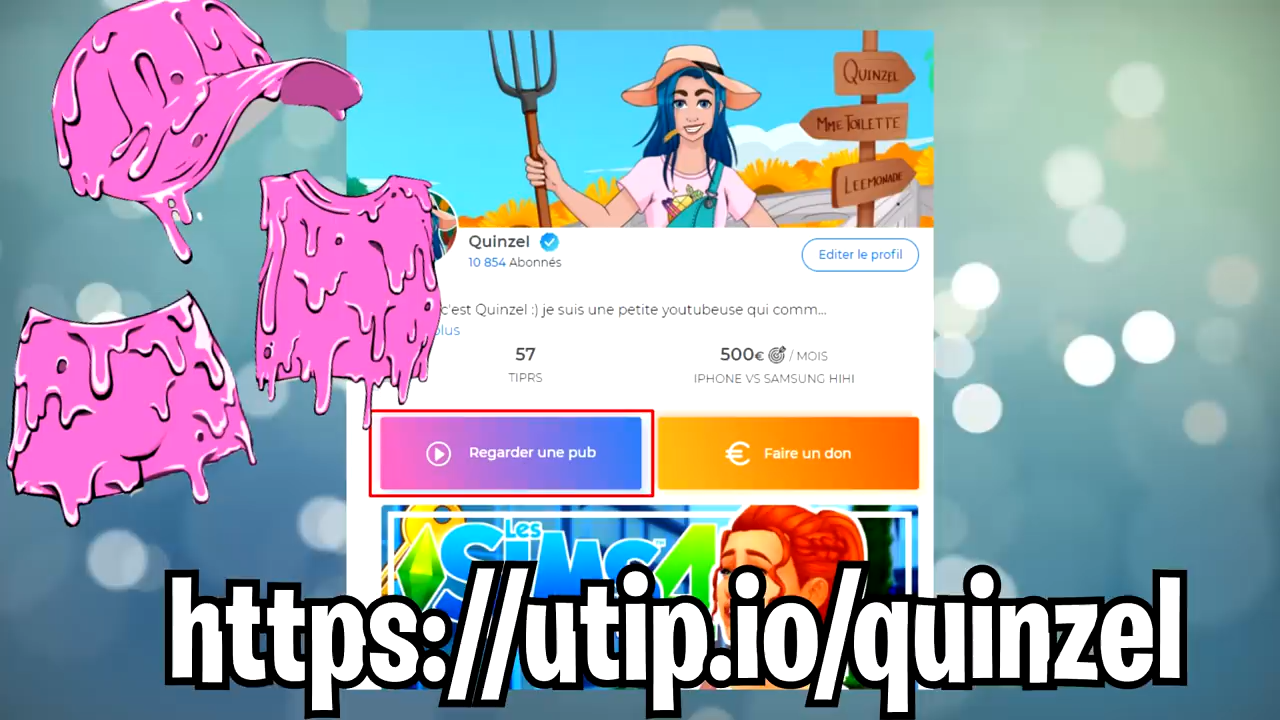 QUINZEL
MME TOILETTE
LEEMONADE
Quinzel
10 854 Abonnés
Editer le profil
c'est Quinzel :) je suis une petite youtubeuse qui comm...
plus
57
TIPRS
500€ / MOIS
IPHONE VS SAMSUNG HIHI
Regarder une pub
Faire un don
Les
SIMS 4
https://utip.io/quinzel